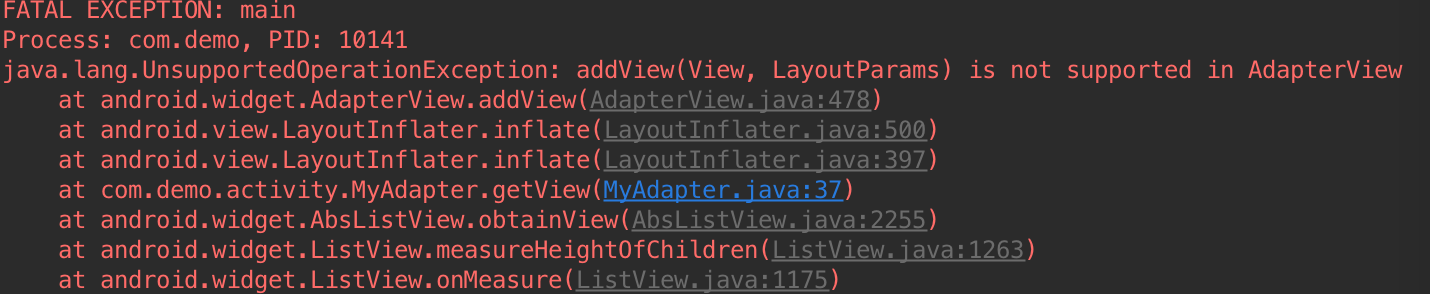 FATAL EXCEPTION: main
Process: com.demo, PID: 10141
java.lang.UnsupportedOperationException: addView(View, LayoutParams) is not supported in AdapterView
    at android.widget.AdapterView.addView(AdapterView.java:478)
    at android.view.LayoutInflater.inflate(LayoutInflater.java:500)
    at android.view.LayoutInflater.inflate(LayoutInflater.java:397)
    at com.demo.activity.MyAdapter.getView(MyAdapter.java:37)
    at android.widget.AbsListView.obtainView(AbsListView.java:2255)
    at android.widget.ListView.measureHeightOfChildren(ListView.java:1263)
    at android.widget.ListView.onMeasure(ListView.java:1175)